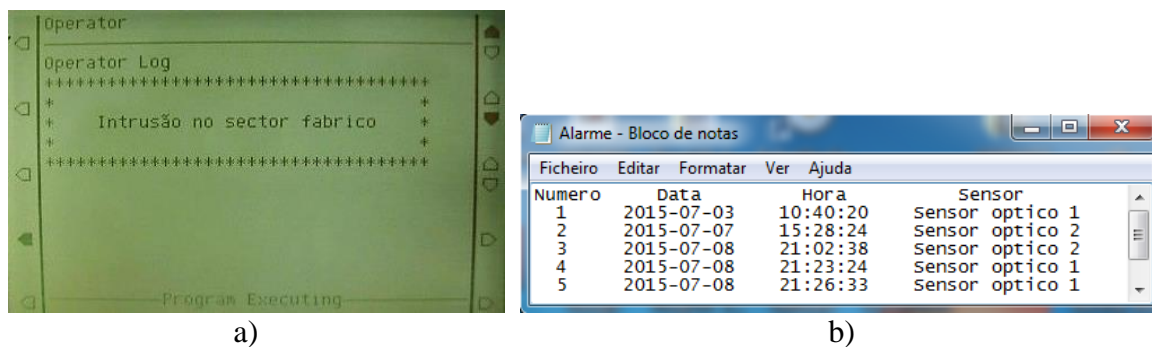 Operator
Operator Log
*************************************
* *
* Intrusão no sector fabrico *
* *
*************************************
Program Executing
a)
Alarme - Bloco de notas
Ficheiro Editar Formatar Ver Ajuda
Numero Data Hora Sensor
1 2015-07-03 10:40:20 Sensor optico 1
2 2015-07-07 15:28:24 Sensor optico 2
3 2015-07-08 21:02:38 Sensor optico 2
4 2015-07-08 21:23:24 Sensor optico 1
5 2015-07-08 21:26:33 Sensor optico 1
b)